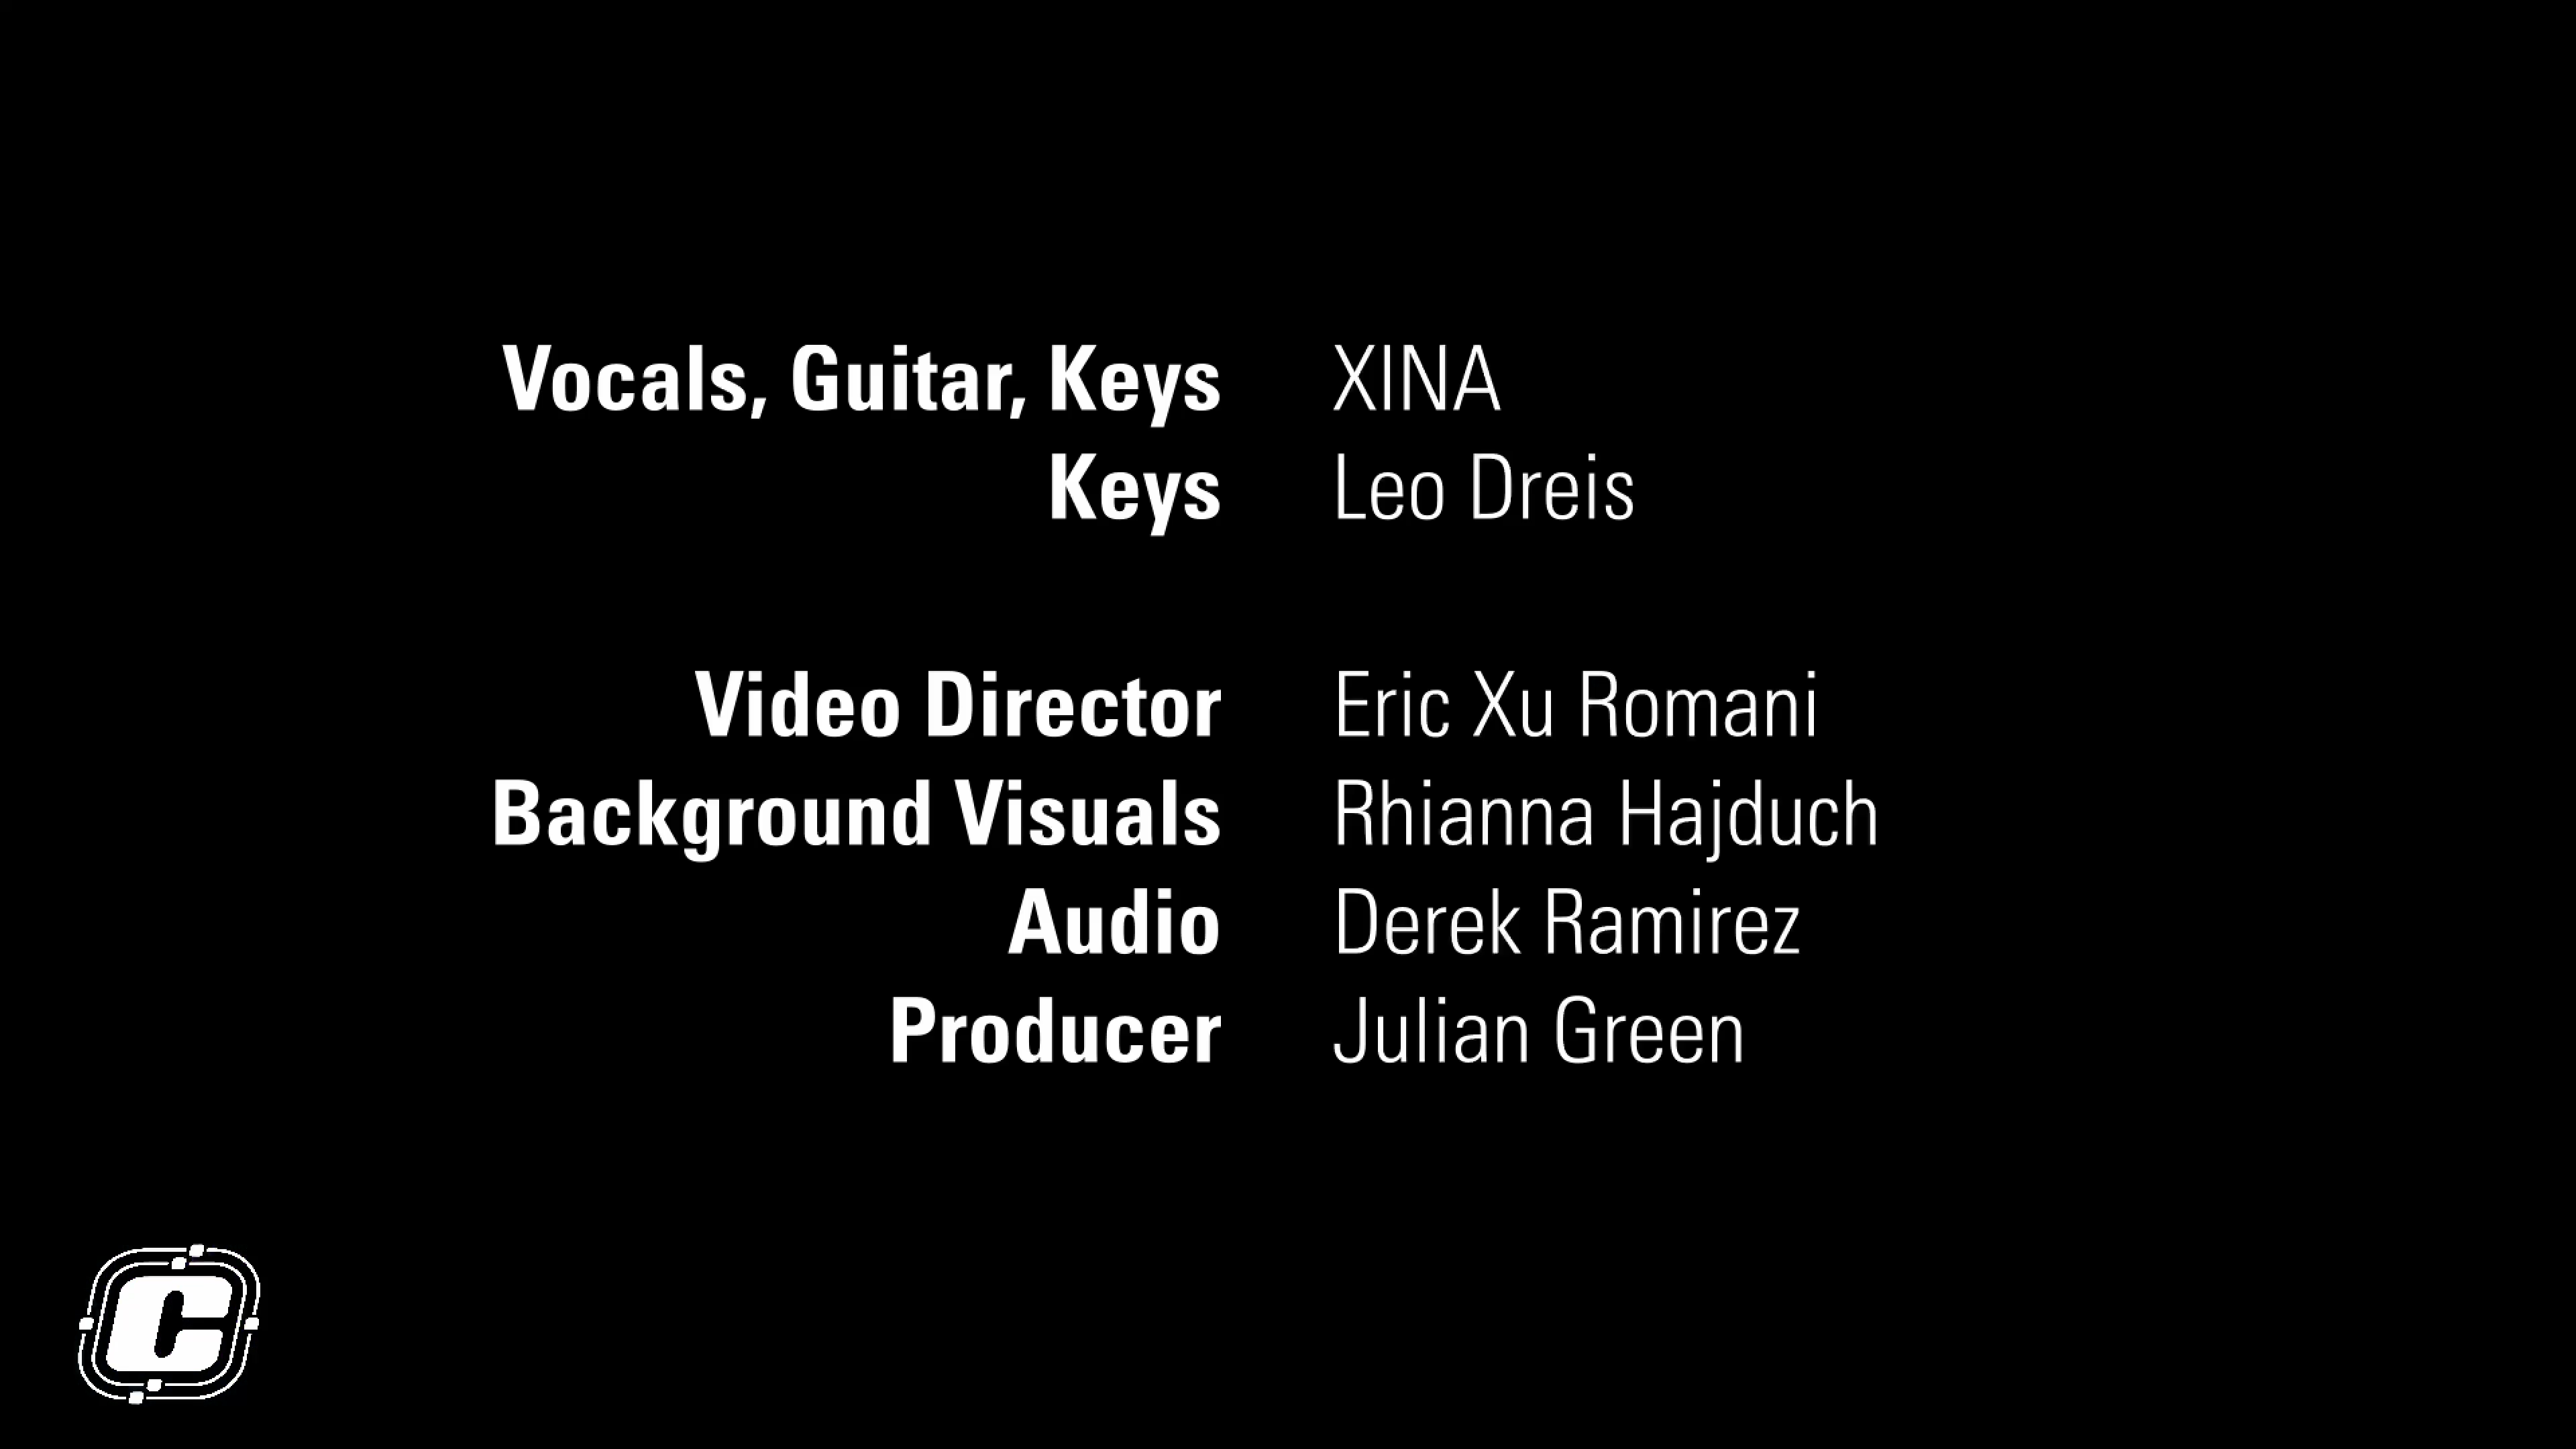 Vocals, Guitar, Keys XINA
Keys Leo Dreis
Video Director Eric Xu Romani
Background Visuals Rhianna Hajduch
Audio Derek Ramirez
Producer Julian Green
C